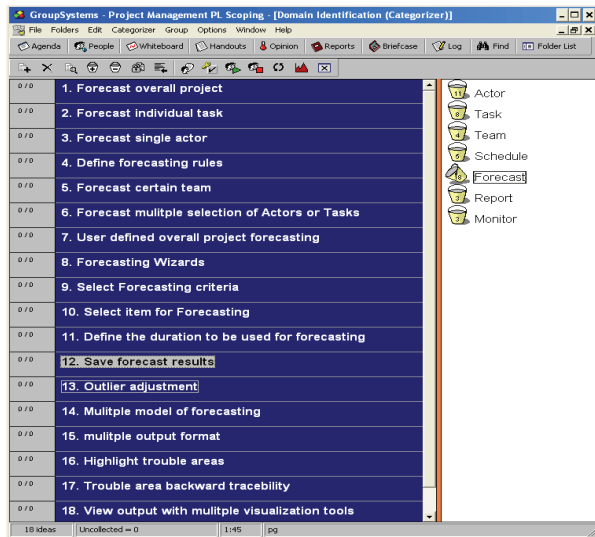 GroupSystems - Project Management PL Scoping - [Domain Identification (Categorizer)]
File Folders Edit Categorizer Group Options Window Help
Agenda People Whiteboard Handouts Opinion Reports Briefcase Log Find Folder List
0 / 0 1. Forecast overall project
0 / 0 2. Forecast individual task
0 / 0 3. Forecast single actor
0 / 0 4. Define forecasting rules
0 / 0 5. Forecast certain team
0 / 0 6. Forecast mulitple selection of Actors or Tasks
0 / 0 7. User defined overall project forecasting
0 / 0 8. Forecasting Wizards
0 / 0 9. Select Forecasting criteria
0 / 0 10. Select item for Forecasting
0 / 0 11. Define the duration to be used for forecasting
0 / 0 12. Save forecast results
0 / 0 13. Outlier adjustment
0 / 0 14. Mulitple model of forecasting
0 / 0 15. mulitple output format
0 / 0 16. Highlight trouble areas
0 / 0 17. Trouble area backward tracebility
0 / 0 18. View output with mulitple visualization tools
11 Actor
8 Task
4 Team
5 Schedule
18 Forecast
3 Report
3 Monitor
18 ideas Uncollected = 0 1:45 pg